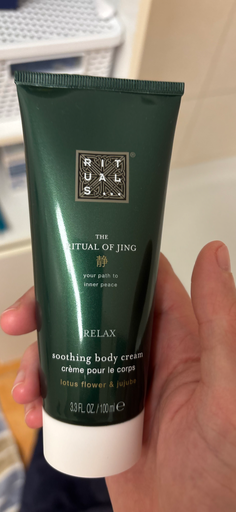 RIT
UAL
S...
®
THE
RITUAL OF JING
静
your path to
inner peace
RELAX
soothing body cream
crème pour le corps
lotus flower & jujube
3.3 FL. OZ. / 100 ml ℮